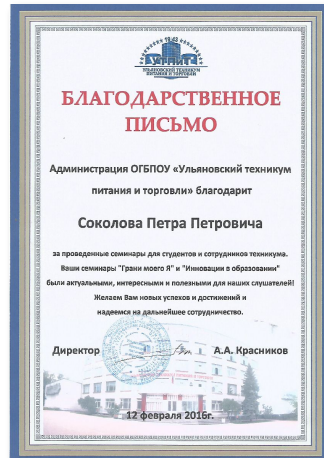 1943
УТПИТ
УЛЬЯНОВСКИЙ ТЕХНИКУМ
ПИТАНИЯ И ТОРГОВЛИ
БЛАГОДАРСТВЕННОЕ
ПИСЬМО
Администрация ОГБПОУ «Ульяновский техникум
питания и торговли» благодарит
Соколова Петра Петровича
за проведенные семинары для студентов и сотрудников техникума.
Ваши семинары "Грани моего Я" и "Инновации в образовании"
были актуальными, интересными и полезными для наших слушателей!
Желаем Вам новых успехов и достижений и
надеемся на дальнейшее сотрудничество.
Директор А.А. Красников
12 февраля 2016г.